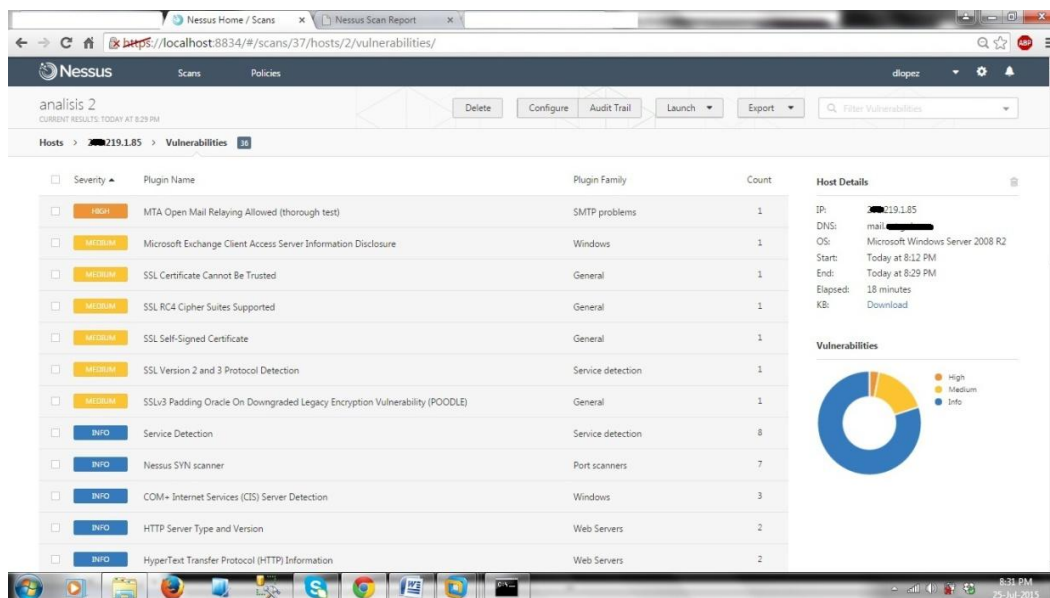 Nessus Home / Scans x Nessus Scan Report x
https://localhost:8834/#/scans/37/hosts/2/vulnerabilities/ ABP
Nessus Scans Policies dlopez
analisis 2 Delete Configure Audit Trail Launch Export Filter Vulnerabilities
CURRENT RESULTS: TODAY AT 8:29 PM
Hosts > 219.1.85 > Vulnerabilities 36
Severity Plugin Name Plugin Family Count
HIGH MTA Open Mail Relaying Allowed (thorough test) SMTP problems 1
MEDIUM Microsoft Exchange Client Access Server Information Disclosure Windows 1
MEDIUM SSL Certificate Cannot Be Trusted General 1
MEDIUM SSL RC4 Cipher Suites Supported General 1
MEDIUM SSL Self-Signed Certificate General 1
MEDIUM SSL Version 2 and 3 Protocol Detection Service detection 1
MEDIUM SSLv3 Padding Oracle On Downgraded Legacy Encryption Vulnerability (POODLE) General 1
INFO Service Detection Service detection 8
INFO Nessus SYN scanner Port scanners 7
INFO COM+ Internet Services (CIS) Server Detection Windows 3
INFO HTTP Server Type and Version Web Servers 2
INFO HyperText Transfer Protocol (HTTP) Information Web Servers 2
Host Details
IP: 219.1.85
DNS: mail.
OS: Microsoft Windows Server 2008 R2
Start: Today at 8:12 PM
End: Today at 8:29 PM
Elapsed: 18 minutes
KB: Download
Vulnerabilities
High
Medium
Info
8:31 PM
25-Jul-2015